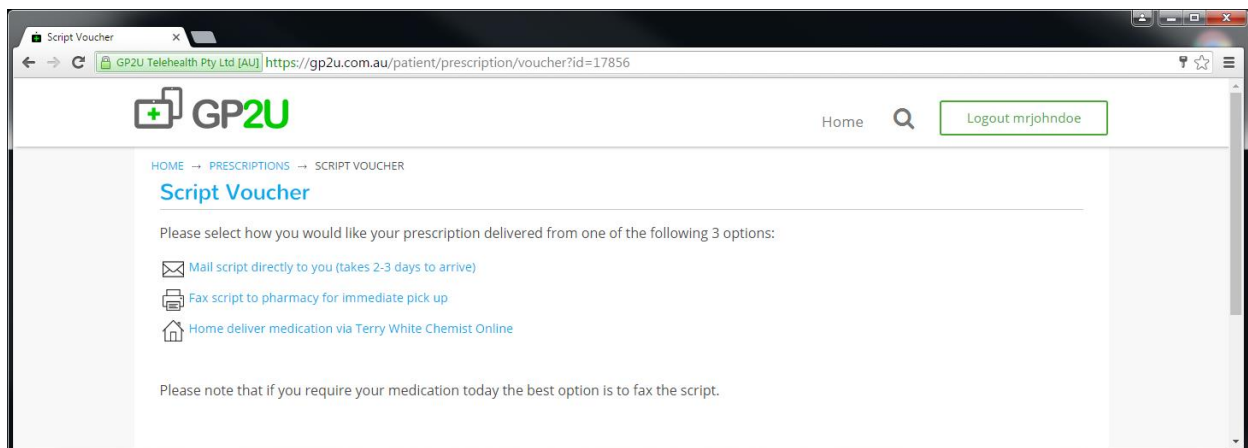 Script Voucher
GP2U Telehealth Pty Ltd [AU] https://gp2u.com.au/patient/prescription/voucher?id=17856
GP2U
Home
Logout mrjohndoe
HOME → PRESCRIPTIONS → SCRIPT VOUCHER
Script Voucher
Please select how you would like your prescription delivered from one of the following 3 options:
Mail script directly to you (takes 2-3 days to arrive)
Fax script to pharmacy for immediate pick up
Home deliver medication via Terry White Chemist Online
Please note that if you require your medication today the best option is to fax the script.